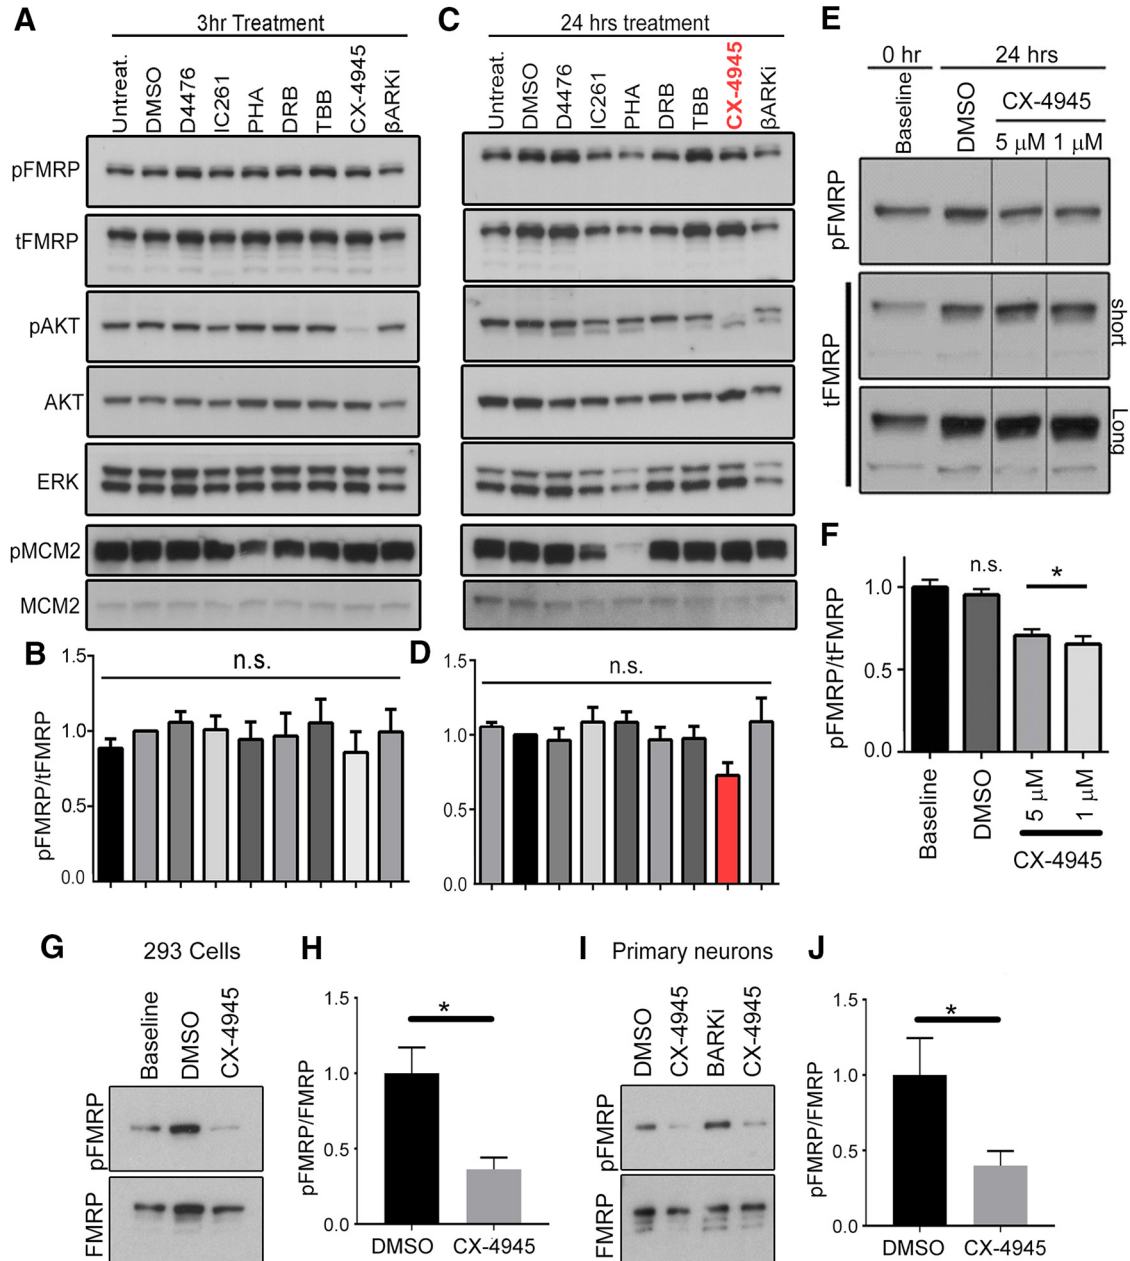 A
3hr Treatment
Untreat.
DMSO
D4476
IC261
PHA
DRB
TBB
CX-4945
βARKi
pFMRP
tFMRP
pAKT
AKT
ERK
pMCM2
MCM2
B
n.s.
pFMRP/tFMRP
1.5
1.0
0.5
0.0
C
24 hrs treatment
Untreat.
DMSO
D4476
IC261
PHA
DRB
TBB
CX-4945
βARKi
D
n.s.
1.5
1.0
0.5
0.0
E
0 hr
24 hrs
Baseline
DMSO
CX-4945
5 μM
1 μM
pFMRP
tFMRP
short
Long
F
n.s.
*
pFMRP/tFMRP
1.0
0.5
0.0
Baseline
DMSO
5 μM
1 μM
CX-4945
G
293 Cells
Baseline
DMSO
CX-4945
pFMRP
FMRP
H
*
pFMRP/FMRP
1.5
1.0
0.5
0.0
DMSO
CX-4945
I
Primary neurons
DMSO
CX-4945
BARKi
CX-4945
pFMRP
FMRP
J
*
pFMRP/FMRP
1.5
1.0
0.5
0.0
DMSO
CX-4945